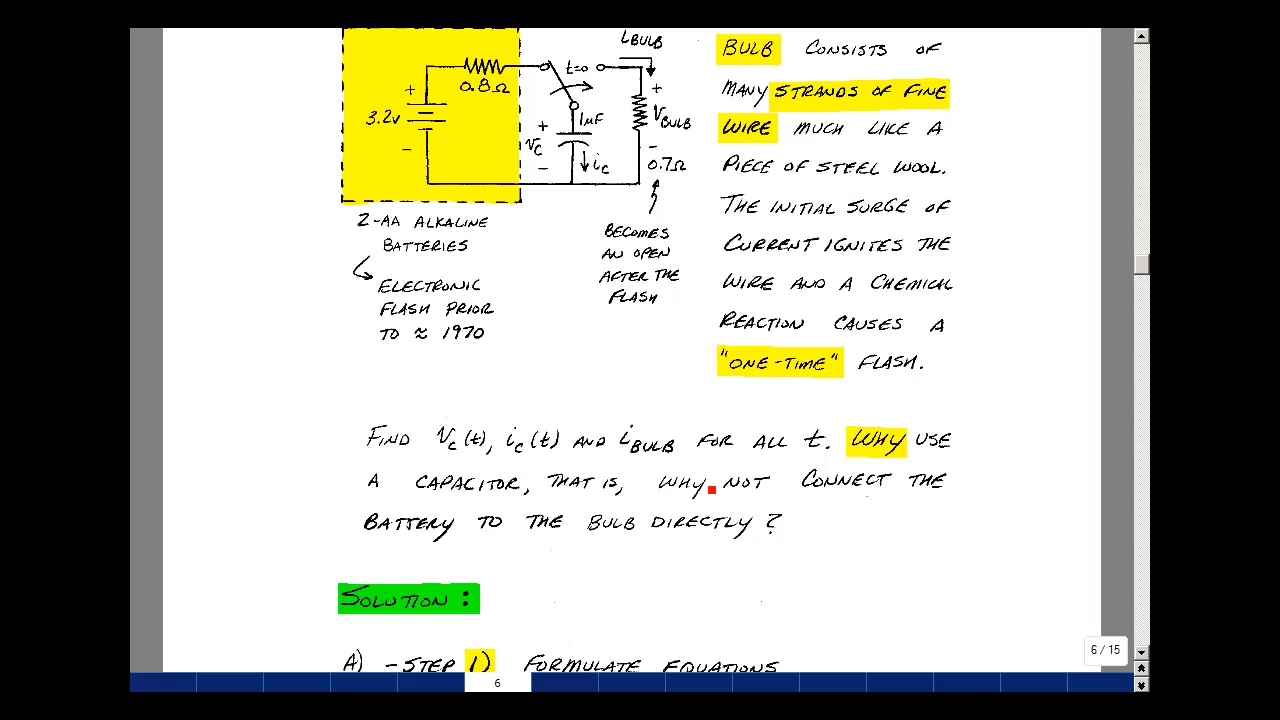 i BULB
t=0
0.8Ω
+
3.2v
-
+
Vc
-
1μF
ic
+
VBULB
-
0.7Ω
2-AA ALKALINE
BATTERIES
ELECTRONIC
FLASH PRIOR
TO ≈ 1970
BECOMES
AN OPEN
AFTER THE
FLASH
BULB CONSISTS OF
MANY STRANDS OF FINE
WIRE MUCH LIKE A
PIECE OF STEEL WOOL.
THE INITIAL SURGE OF
CURRENT IGNITES THE
WIRE AND A CHEMICAL
REACTION CAUSES A
"ONE-TIME" FLASH.
FIND Vc(t), ic(t) AND iBULB FOR ALL t. WHY USE
A CAPACITOR, THAT IS, WHY NOT CONNECT THE
BATTERY TO THE BULB DIRECTLY?
SOLUTION:
A) - STEP 1) FORMULATE EQUATIONS
6 / 15
6